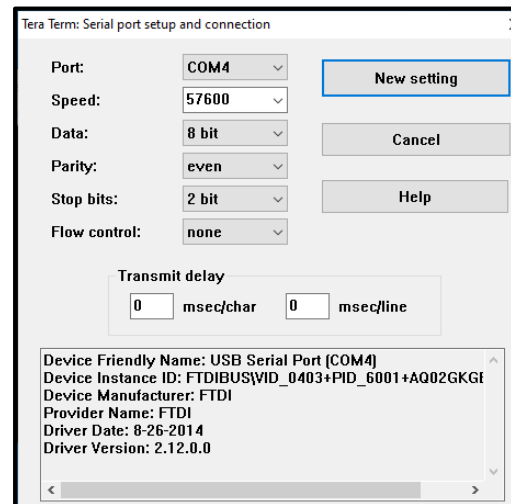 Tera Term: Serial port setup and connection
Port: COM4 New setting
Speed: 57600
Data: 8 bit Cancel
Parity: even
Stop bits: 2 bit Help
Flow control: none
Transmit delay
0 msec/char 0 msec/line
Device Friendly Name: USB Serial Port (COM4)
Device Instance ID: FTDIBUS\VID_0403+PID_6001+AQ02GKGE
Device Manufacturer: FTDI
Provider Name: FTDI
Driver Date: 8-26-2014
Driver Version: 2.12.0.0